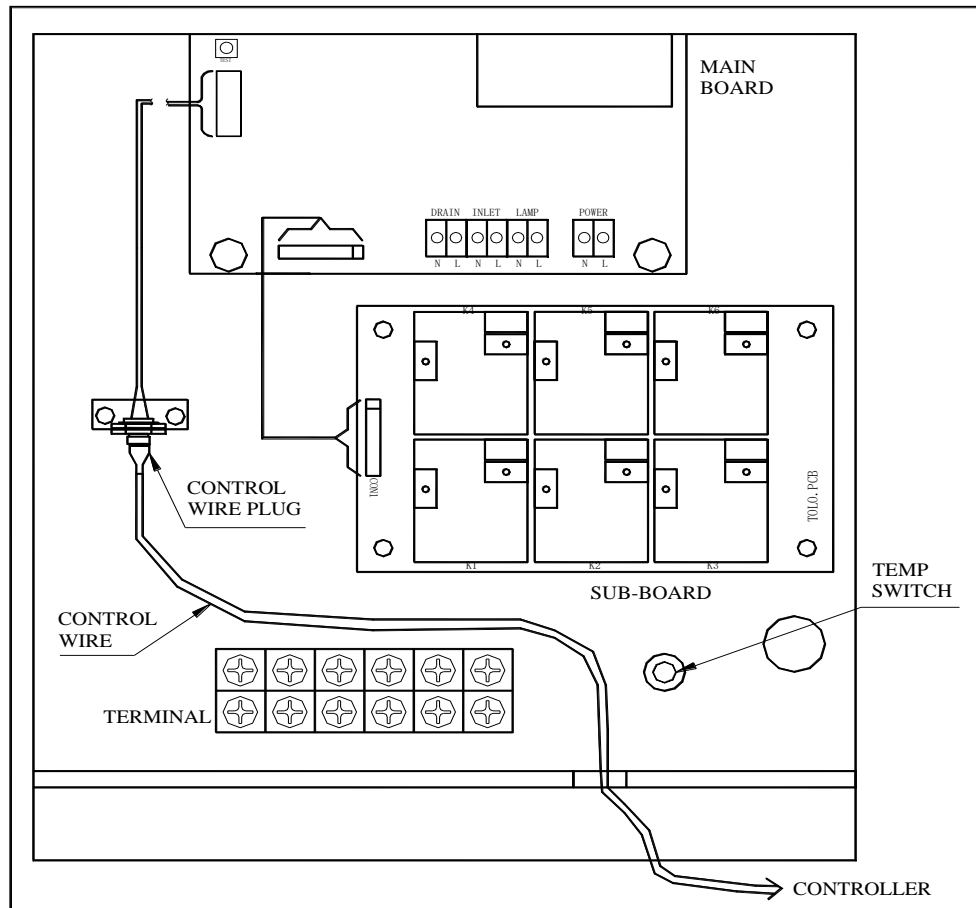 TEST
MAIN
BOARD
DRAIN INLET LAMP POWER
N L N L N L N L
K4 K5 K6
CONTROL
WIRE PLUG
INCO
TOLO.PCB
K1 K2 K3
SUB-BOARD
TEMP
SWITCH
CONTROL
WIRE
TERMINAL
CONTROLLER